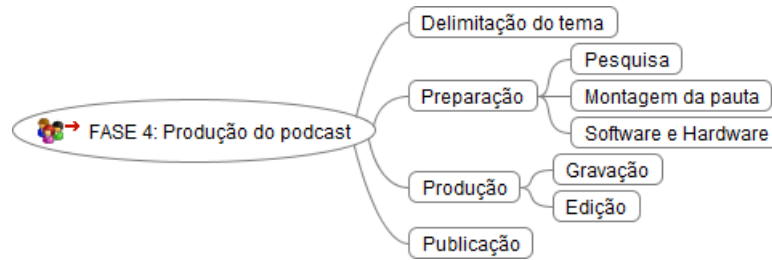 FASE 4: Produção do podcast
Delimitação do tema
Preparação
Pesquisa
Montagem da pauta
Software e Hardware
Produção
Gravação
Edição
Publicação